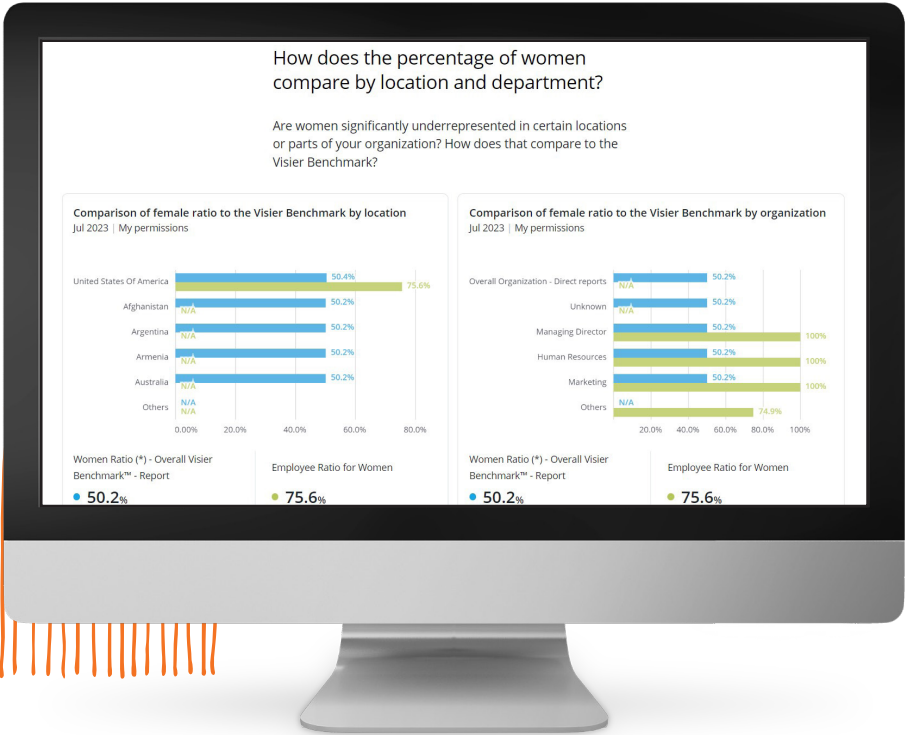 How does the percentage of women
compare by location and department?
Are women significantly underrepresented in certain locations
or parts of your organization? How does that compare to the
Visier Benchmark?
Comparison of female ratio to the Visier Benchmark by location
Jul 2023 | My permissions
United States Of America
50.4%
75.6%
Afghanistan
50.2%
N/A
Argentina
50.2%
N/A
Armenia
50.2%
N/A
Australia
50.2%
N/A
Others
N/A
N/A
0.00% 20.0% 40.0% 60.0% 80.0%
Women Ratio (*) - Overall Visier
Benchmark™ - Report
50.2%
Employee Ratio for Women
75.6%
Comparison of female ratio to the Visier Benchmark by organization
Jul 2023 | My permissions
Overall Organization - Direct reports
50.2%
N/A
Unknown
50.2%
N/A
Managing Director
50.2%
100%
Human Resources
50.2%
100%
Marketing
50.2%
100%
Others
N/A
74.9%
20.0% 40.0% 60.0% 80.0% 100%
Women Ratio (*) - Overall Visier
Benchmark™ - Report
50.2%
Employee Ratio for Women
75.6%